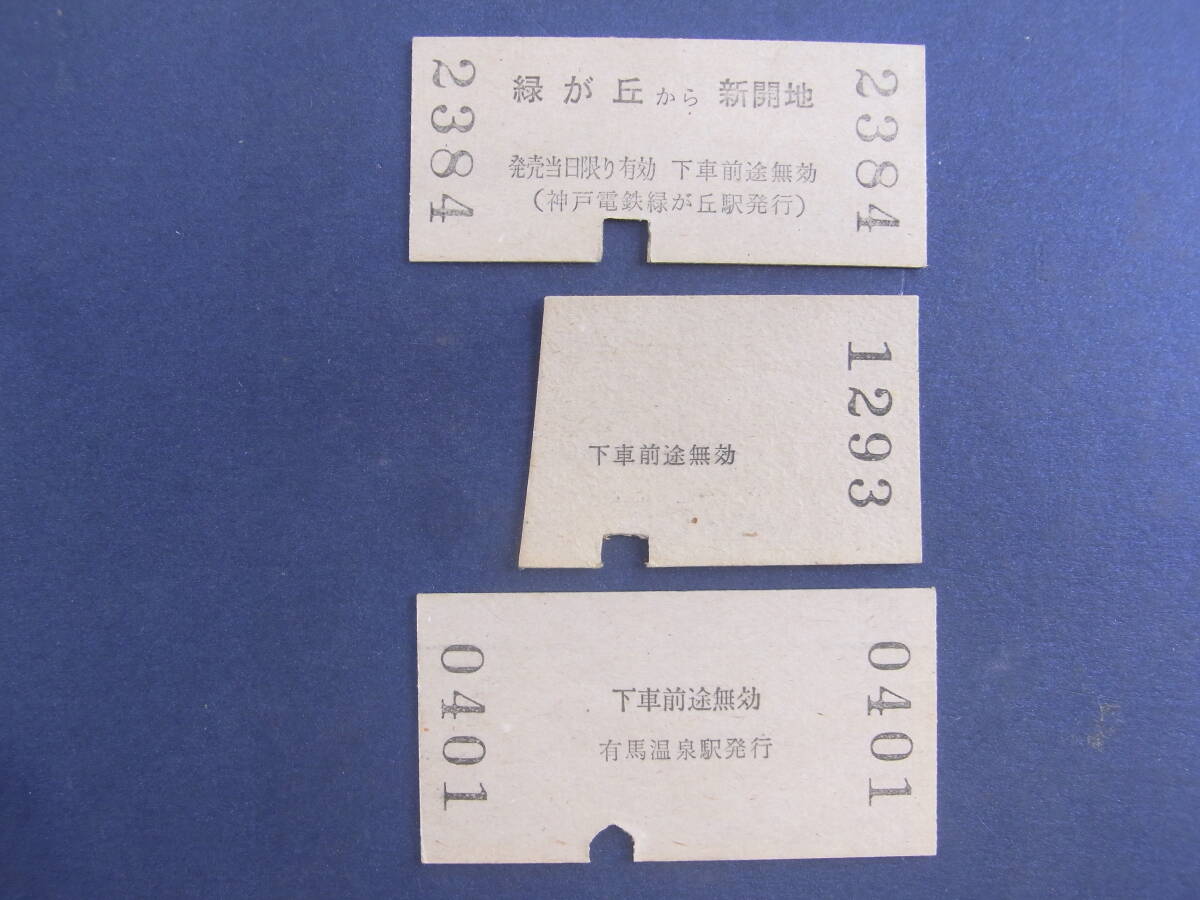 2384
緑が丘から 新開地
発売当日限り有効 下車前途無効
(神戸電鉄緑が丘駅発行)
2384
1293
下車前途無効
0401
下車前途無効
有馬温泉駅発行
0401